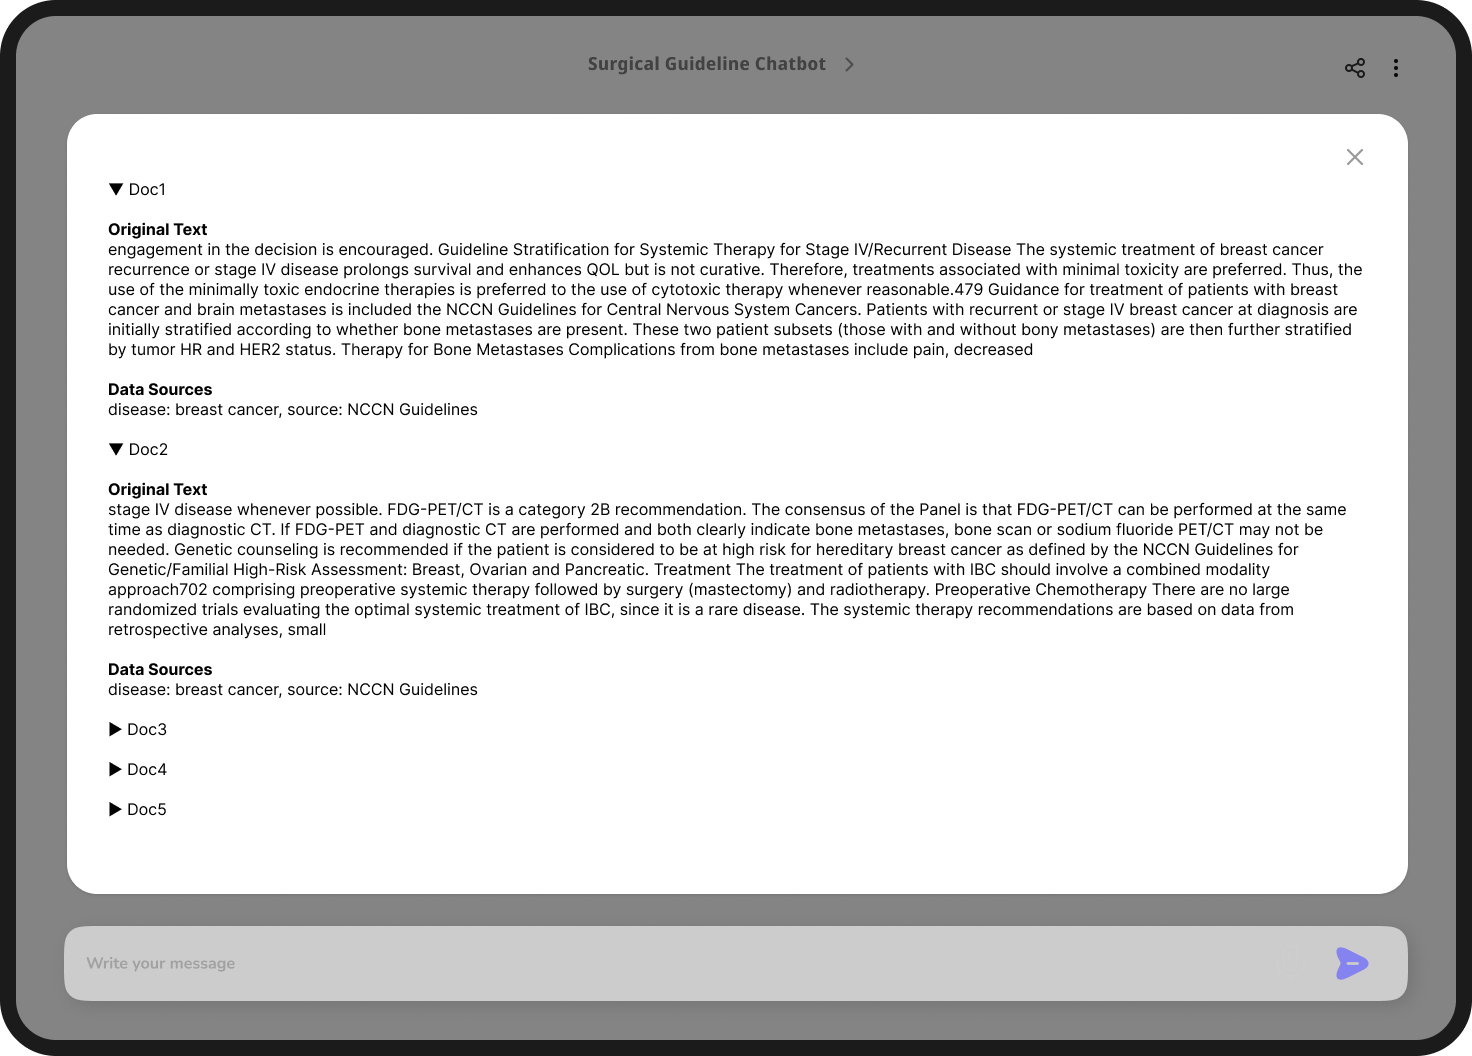 Surgical Guideline Chatbot
▼ Doc1
Original Text
engagement in the decision is encouraged. Guideline Stratification for Systemic Therapy for Stage IV/Recurrent Disease The systemic treatment of breast cancer
recurrence or stage IV disease prolongs survival and enhances QOL but is not curative. Therefore, treatments associated with minimal toxicity are preferred. Thus, the
use of the minimally toxic endocrine therapies is preferred to the use of cytotoxic therapy whenever reasonable.479 Guidance for treatment of patients with breast
cancer and brain metastases is included the NCCN Guidelines for Central Nervous System Cancers. Patients with recurrent or stage IV breast cancer at diagnosis are
initially stratified according to whether bone metastases are present. These two patient subsets (those with and without bony metastases) are then further stratified
by tumor HR and HER2 status. Therapy for Bone Metastases Complications from bone metastases include pain, decreased
Data Sources
disease: breast cancer, source: NCCN Guidelines
▼ Doc2
Original Text
stage IV disease whenever possible. FDG-PET/CT is a category 2B recommendation. The consensus of the Panel is that FDG-PET/CT can be performed at the same
time as diagnostic CT. If FDG-PET and diagnostic CT are performed and both clearly indicate bone metastases, bone scan or sodium fluoride PET/CT may not be
needed. Genetic counseling is recommended if the patient is considered to be at high risk for hereditary breast cancer as defined by the NCCN Guidelines for
Genetic/Familial High-Risk Assessment: Breast, Ovarian and Pancreatic. Treatment The treatment of patients with IBC should involve a combined modality
approach702 comprising preoperative systemic therapy followed by surgery (mastectomy) and radiotherapy. Preoperative Chemotherapy There are no large
randomized trials evaluating the optimal systemic treatment of IBC, since it is a rare disease. The systemic therapy recommendations are based on data from
retrospective analyses, small
Data Sources
disease: breast cancer, source: NCCN Guidelines
▶ Doc3
▶ Doc4
▶ Doc5
Write your message